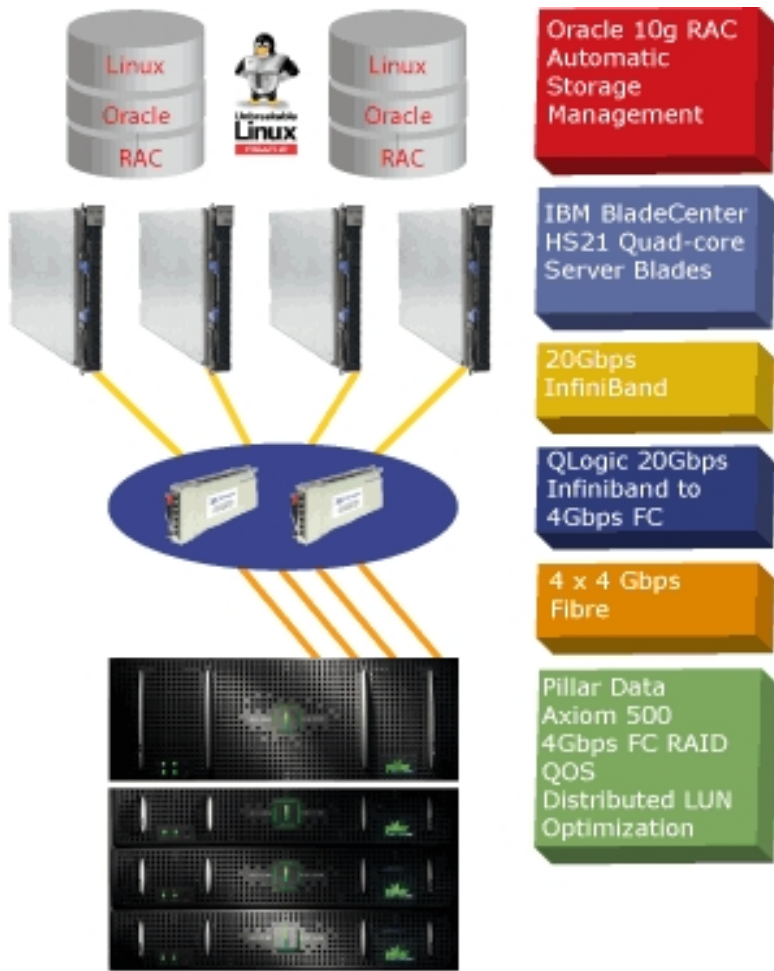 Linux
Oracle
RAC
Unbreakable
Linux
Linux
Oracle
RAC
Oracle 10g RAC
Automatic
Storage
Management
IBM BladeCenter
HS21 Quad-core
Server Blades
20Gbps
InfiniBand
QLogic 20Gbps
Infiniband to
4Gbps FC
4 x 4 Gbps
Fibre
Pillar Data
Axiom 500
4Gbps FC RAID
QOS
Distributed LUN
Optimization